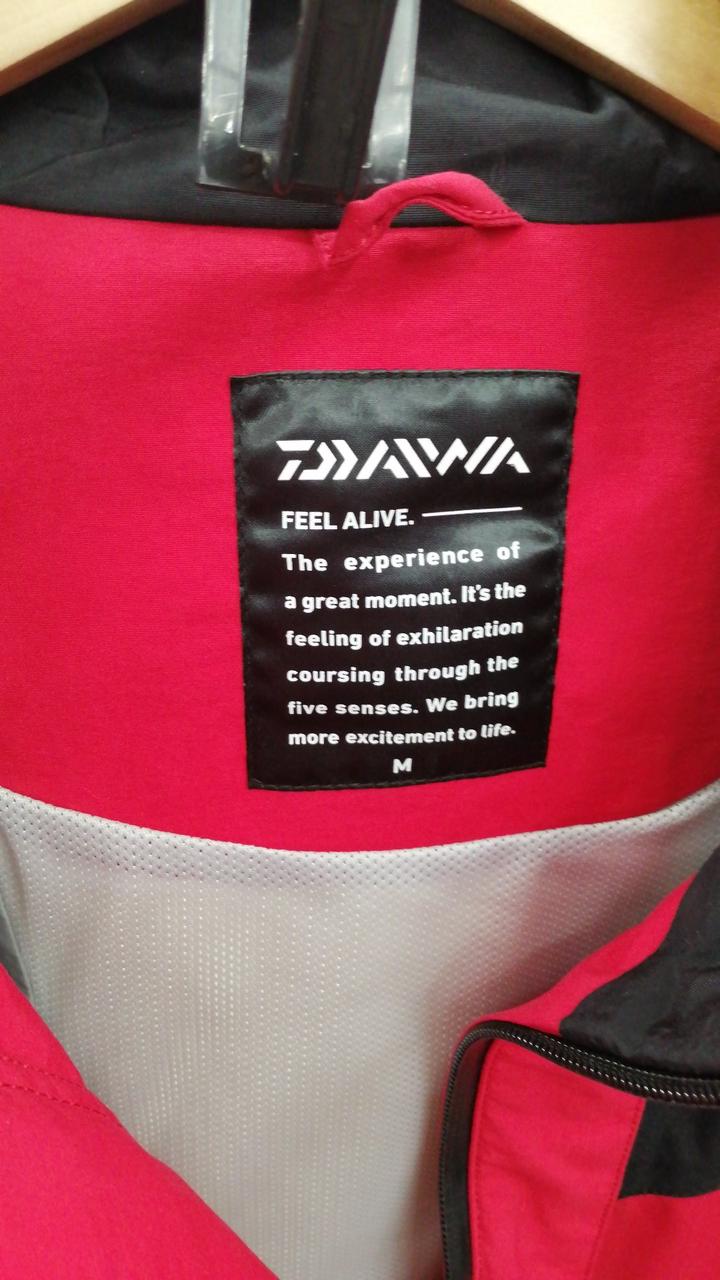 DAIWA
FEEL ALIVE.
The experience of
a great moment. It's the
feeling of exhilaration
coursing through the
five senses. We bring
more excitement to life.
M